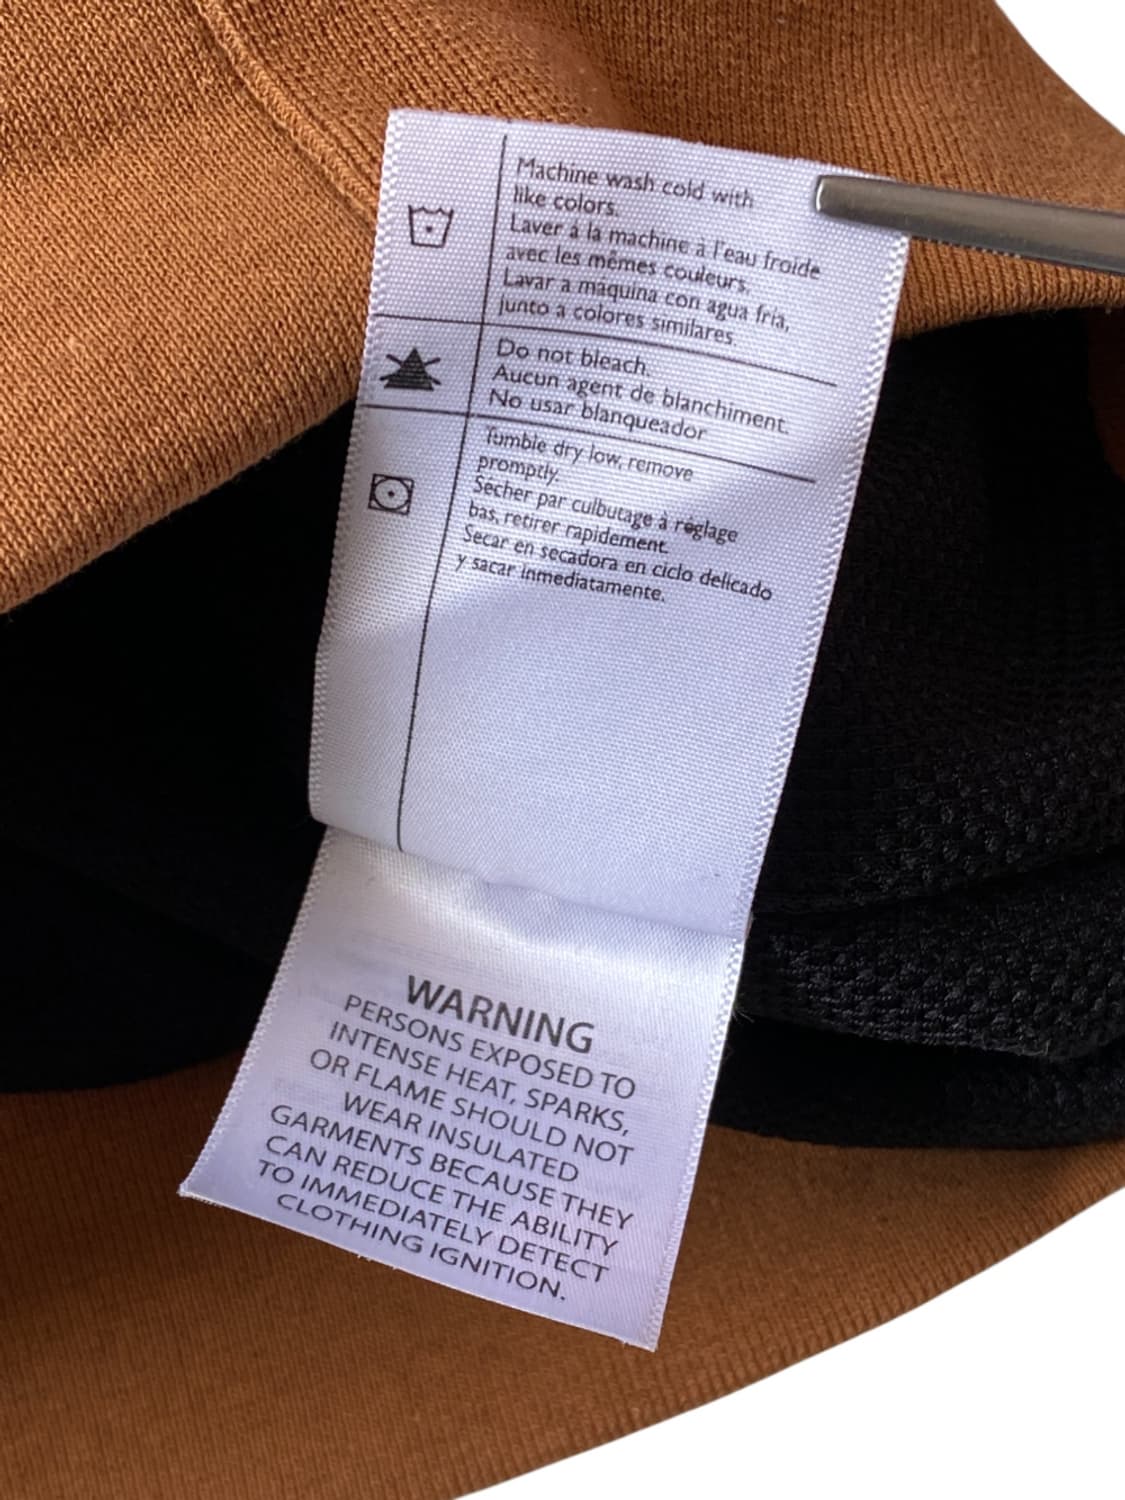 Machine wash cold with
like colors.
Laver à la machine à l'eau froide
avec les mêmes couleurs.
Lavar a maquina con agua fria,
junto a colores similares.
Do not bleach.
Aucun agent de blanchiment.
No usar blanqueador
Tumble dry low, remove
promptly.
Sécher par culbutage à réglage
bas, retirer rapidement.
Secar en secadora en ciclo delicado
y sacar inmediatamente.
WARNING
PERSONS EXPOSED TO
INTENSE HEAT, SPARKS,
OR FLAME SHOULD NOT
WEAR INSULATED
GARMENTS BECAUSE THEY
CAN REDUCE THE ABILITY
TO IMMEDIATELY DETECT
CLOTHING IGNITION.